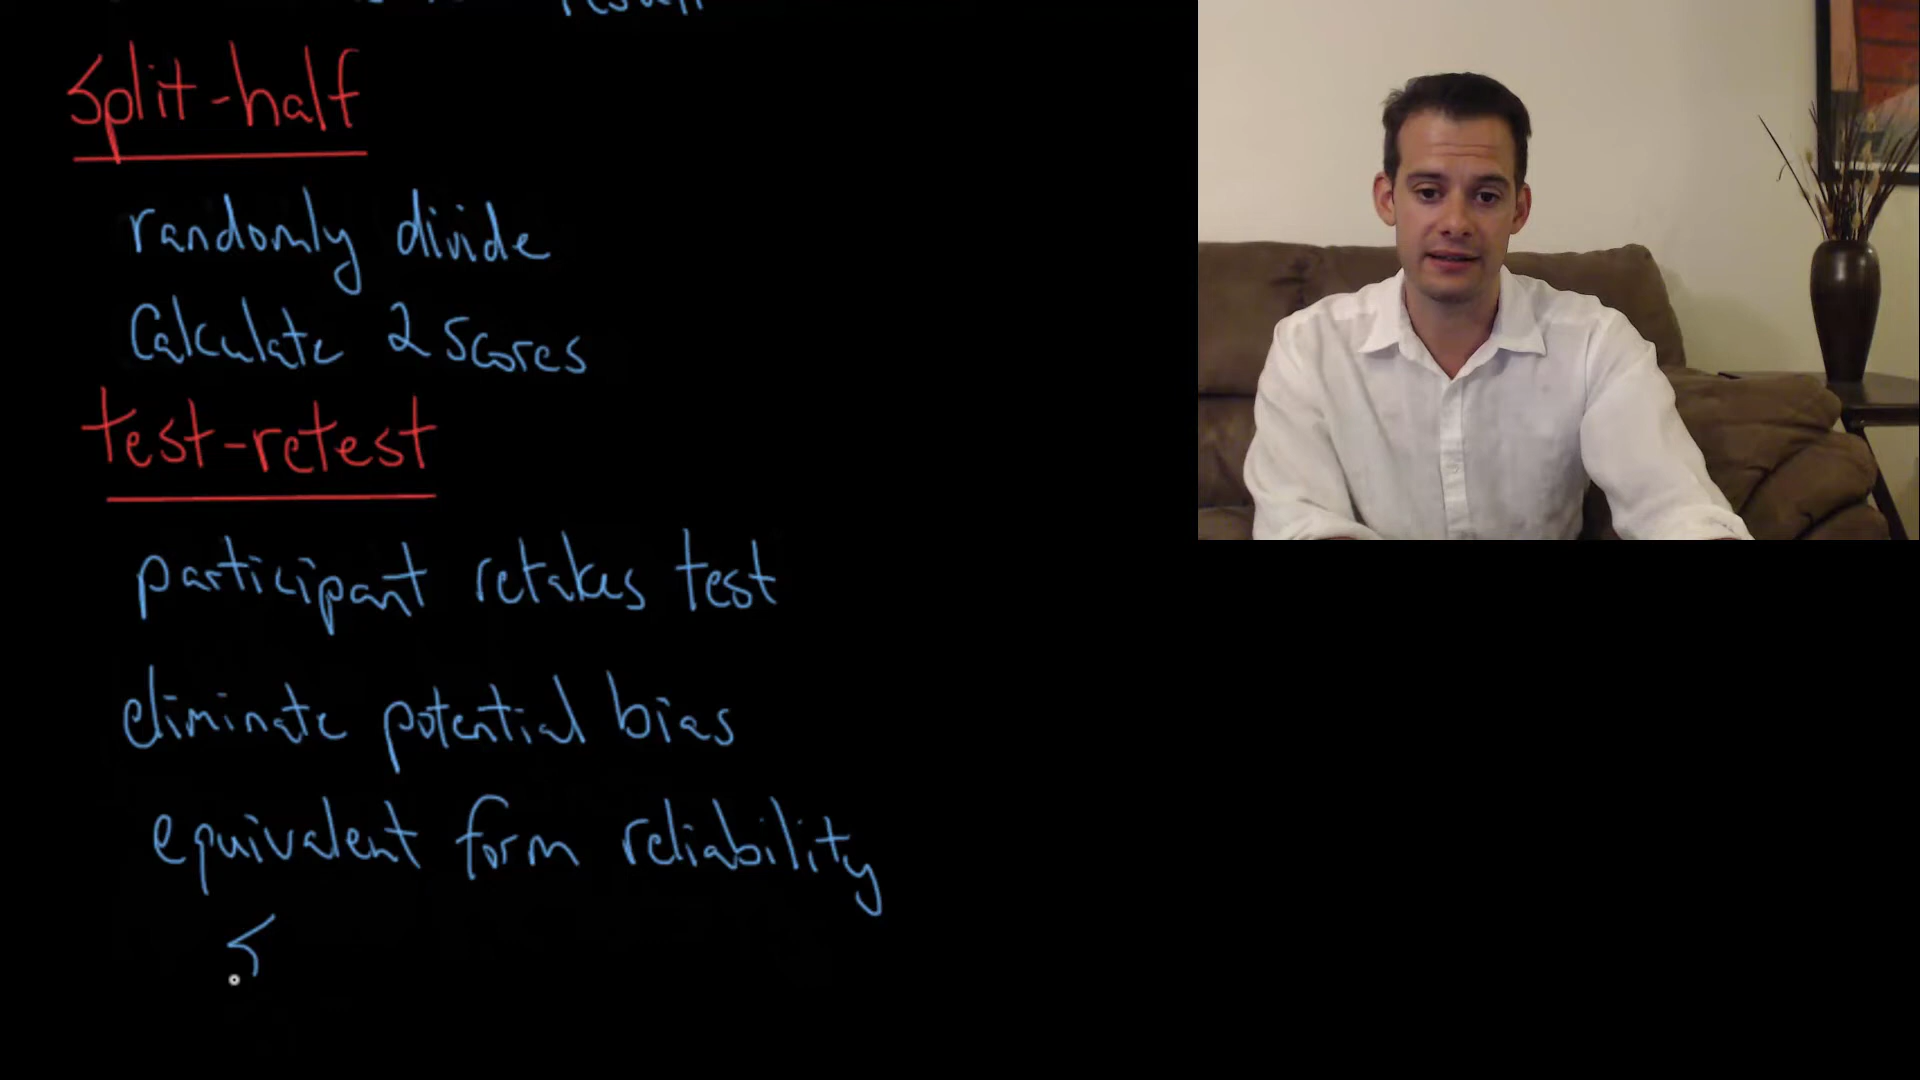 split-half
randomly divide
Calculate 2 scores
test-retest
participant retakes test
eliminate potential bias
equivalent form reliability
s